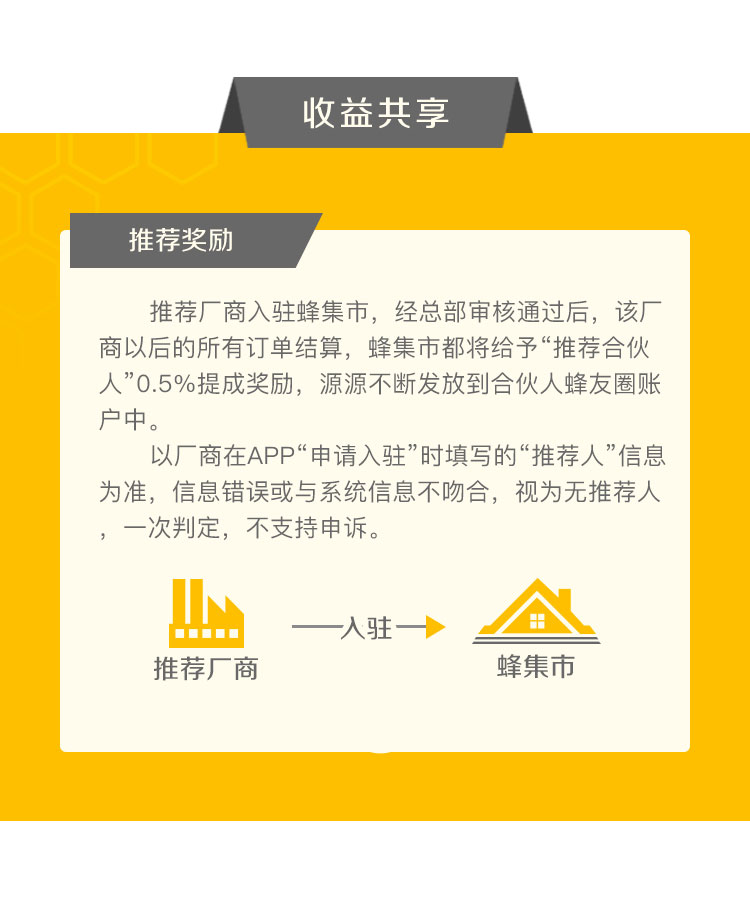 收益共享
推荐奖励
推荐厂商入驻蜂集市，经总部审核通过后，该厂
商以后的所有订单结算，蜂集市都将给予“推荐合伙
人”0.5%提成奖励，源源不断发放到合伙人蜂友圈账
户中。
以厂商在APP“申请入驻”时填写的“推荐人”信息
为准，信息错误或与系统信息不吻合，视为无推荐人
，一次判定，不支持申诉。
入驻
推荐厂商
蜂集市